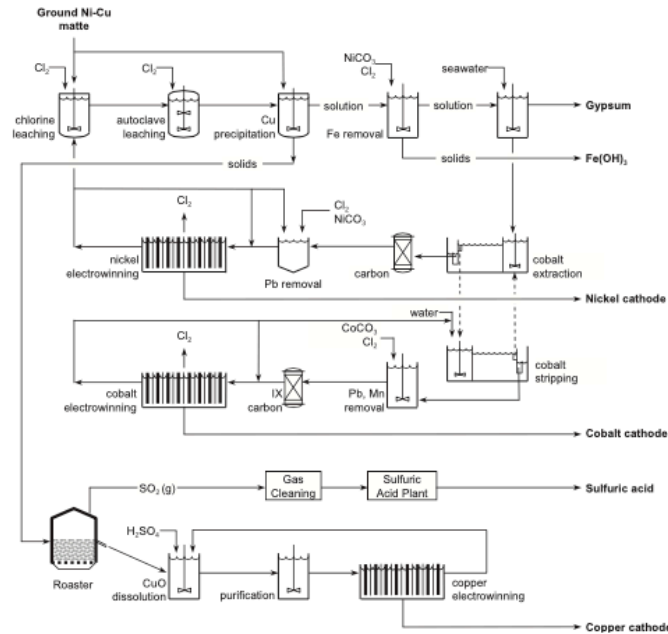 Ground Ni-Cu
matte
Cl₂
Cl₂
NiCO₃
Cl₂
seawater
chlorine
leaching
autoclave
leaching
Cu
precipitation
solution
Fe removal
solution
Gypsum
solids
solids
Fe(OH)₃
Cl₂
Cl₂
NiCO₃
nickel
electrowinning
Pb removal
carbon
cobalt
extraction
Nickel cathode
water
Cl₂
CoCO₃
Cl₂
cobalt
electrowinning
IX
carbon
Pb, Mn
removal
cobalt
stripping
Cobalt cathode
SO₂ (g)
Gas
Cleaning
Sulfuric
Acid Plant
Sulfuric acid
H₂SO₄
Roaster
CuO
dissolution
purification
copper
electrowinning
Copper cathode